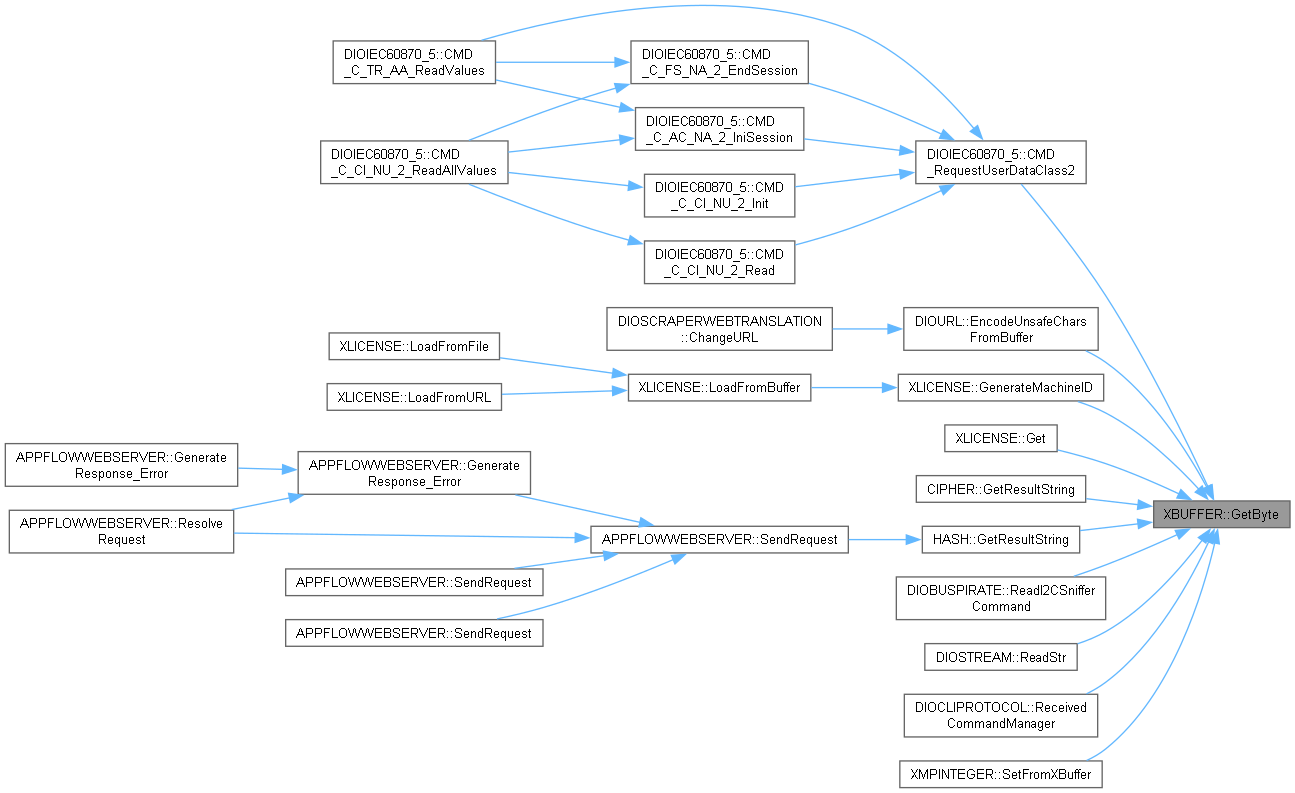 DIOIEC60870_5::CMD
_C_TR_AA_ReadValues
DIOIEC60870_5::CMD
_C_FS_NA_2_EndSession
DIOIEC60870_5::CMD
_C_AC_NA_2_IniSession
DIOIEC60870_5::CMD
_C_CI_NU_2_ReadAllValues
DIOIEC60870_5::CMD
_RequestUserDataClass2
DIOIEC60870_5::CMD
_C_CI_NU_2_Init
DIOIEC60870_5::CMD
_C_CI_NU_2_Read
DIOSCRAPERWEBTRANSLATION
::ChangeURL
DIOURL::EncodeUnsafeChars
FromBuffer
XLICENSE::LoadFromFile
XLICENSE::LoadFromURL
XLICENSE::LoadFromBuffer
XLICENSE::GenerateMachineID
XLICENSE::Get
APPFLOWWEBSERVER::Generate
Response_Error
APPFLOWWEBSERVER::Generate
Response_Error
CIPHER::GetResultString
XBUFFER::GetByte
APPFLOWWEBSERVER::Resolve
Request
APPFLOWWEBSERVER::SendRequest
HASH::GetResultString
APPFLOWWEBSERVER::SendRequest
DIOBUSPIRATE::ReadI2CSniffer
Command
APPFLOWWEBSERVER::SendRequest
DIOSTREAM::ReadStr
DIOCLIPROTOCOL::Received
CommandManager
XMPINTEGER::SetFromXBuffer